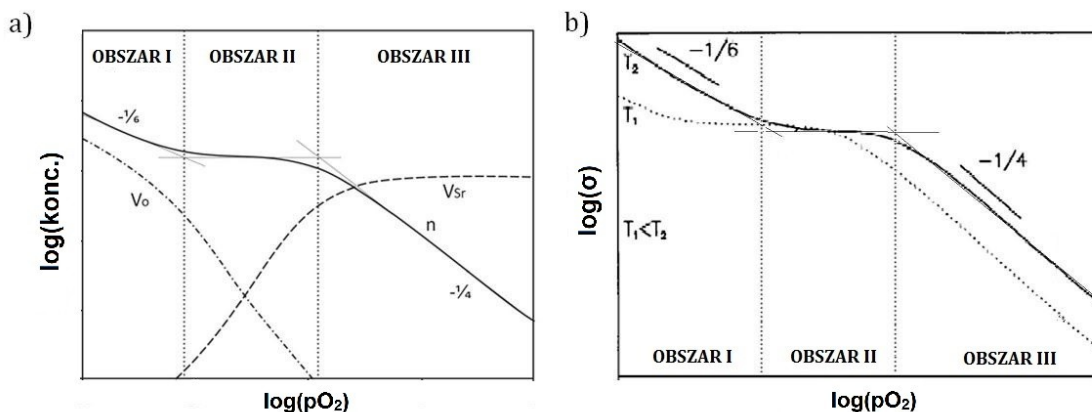 a)
OBSZAR I
OBSZAR II
OBSZAR III
-⅙
Vo
VSr
n
-¼
log(konc.)
log(pO₂)
b)
-1/6
T₂
T₁
-1/4
T₁<T₂
log(σ)
OBSZAR I
OBSZAR II
OBSZAR III
log(pO₂)